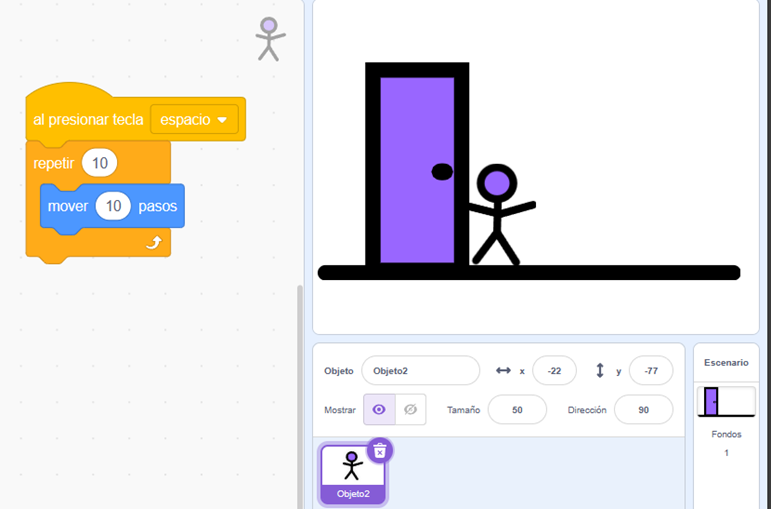 al presionar tecla espacio
repetir 10
mover 10 pasos
Objeto Objeto2 x -22 y -77
Mostrar Tamaño 50 Dirección 90
Objeto2
Escenario
Fondos
1